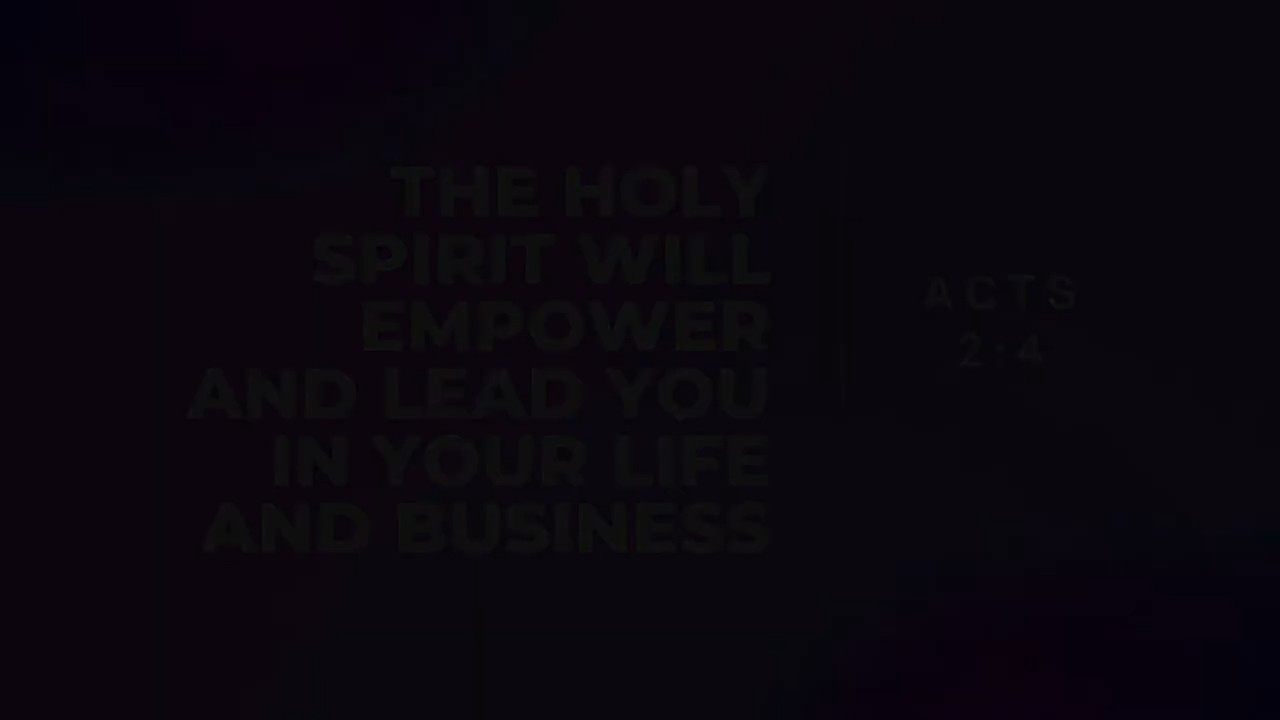 THE HOLY
SPIRIT WILL
EMPOWER
AND LEAD YOU
IN YOUR LIFE
AND BUSINESS
ACTS
2:4